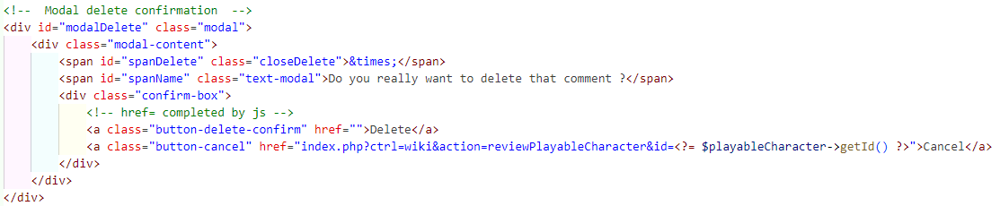 <!--  Modal delete confirmation  -->
<div id="modalDelete" class="modal">
    <div class="modal-content">
        <span id="spanDelete" class="closeDelete">&times;</span>
        <span id="spanName" class="text-modal">Do you really want to delete that comment ?</span>
        <div class="confirm-box">
            <!-- href= completed by js -->
            <a class="button-delete-confirm" href="">Delete</a>
            <a class="button-cancel" href="index.php?ctrl=wiki&action=reviewPlayableCharacter&id=<?= $playableCharacter->getId() ?>">Cancel</a>
        </div>
    </div>
</div>